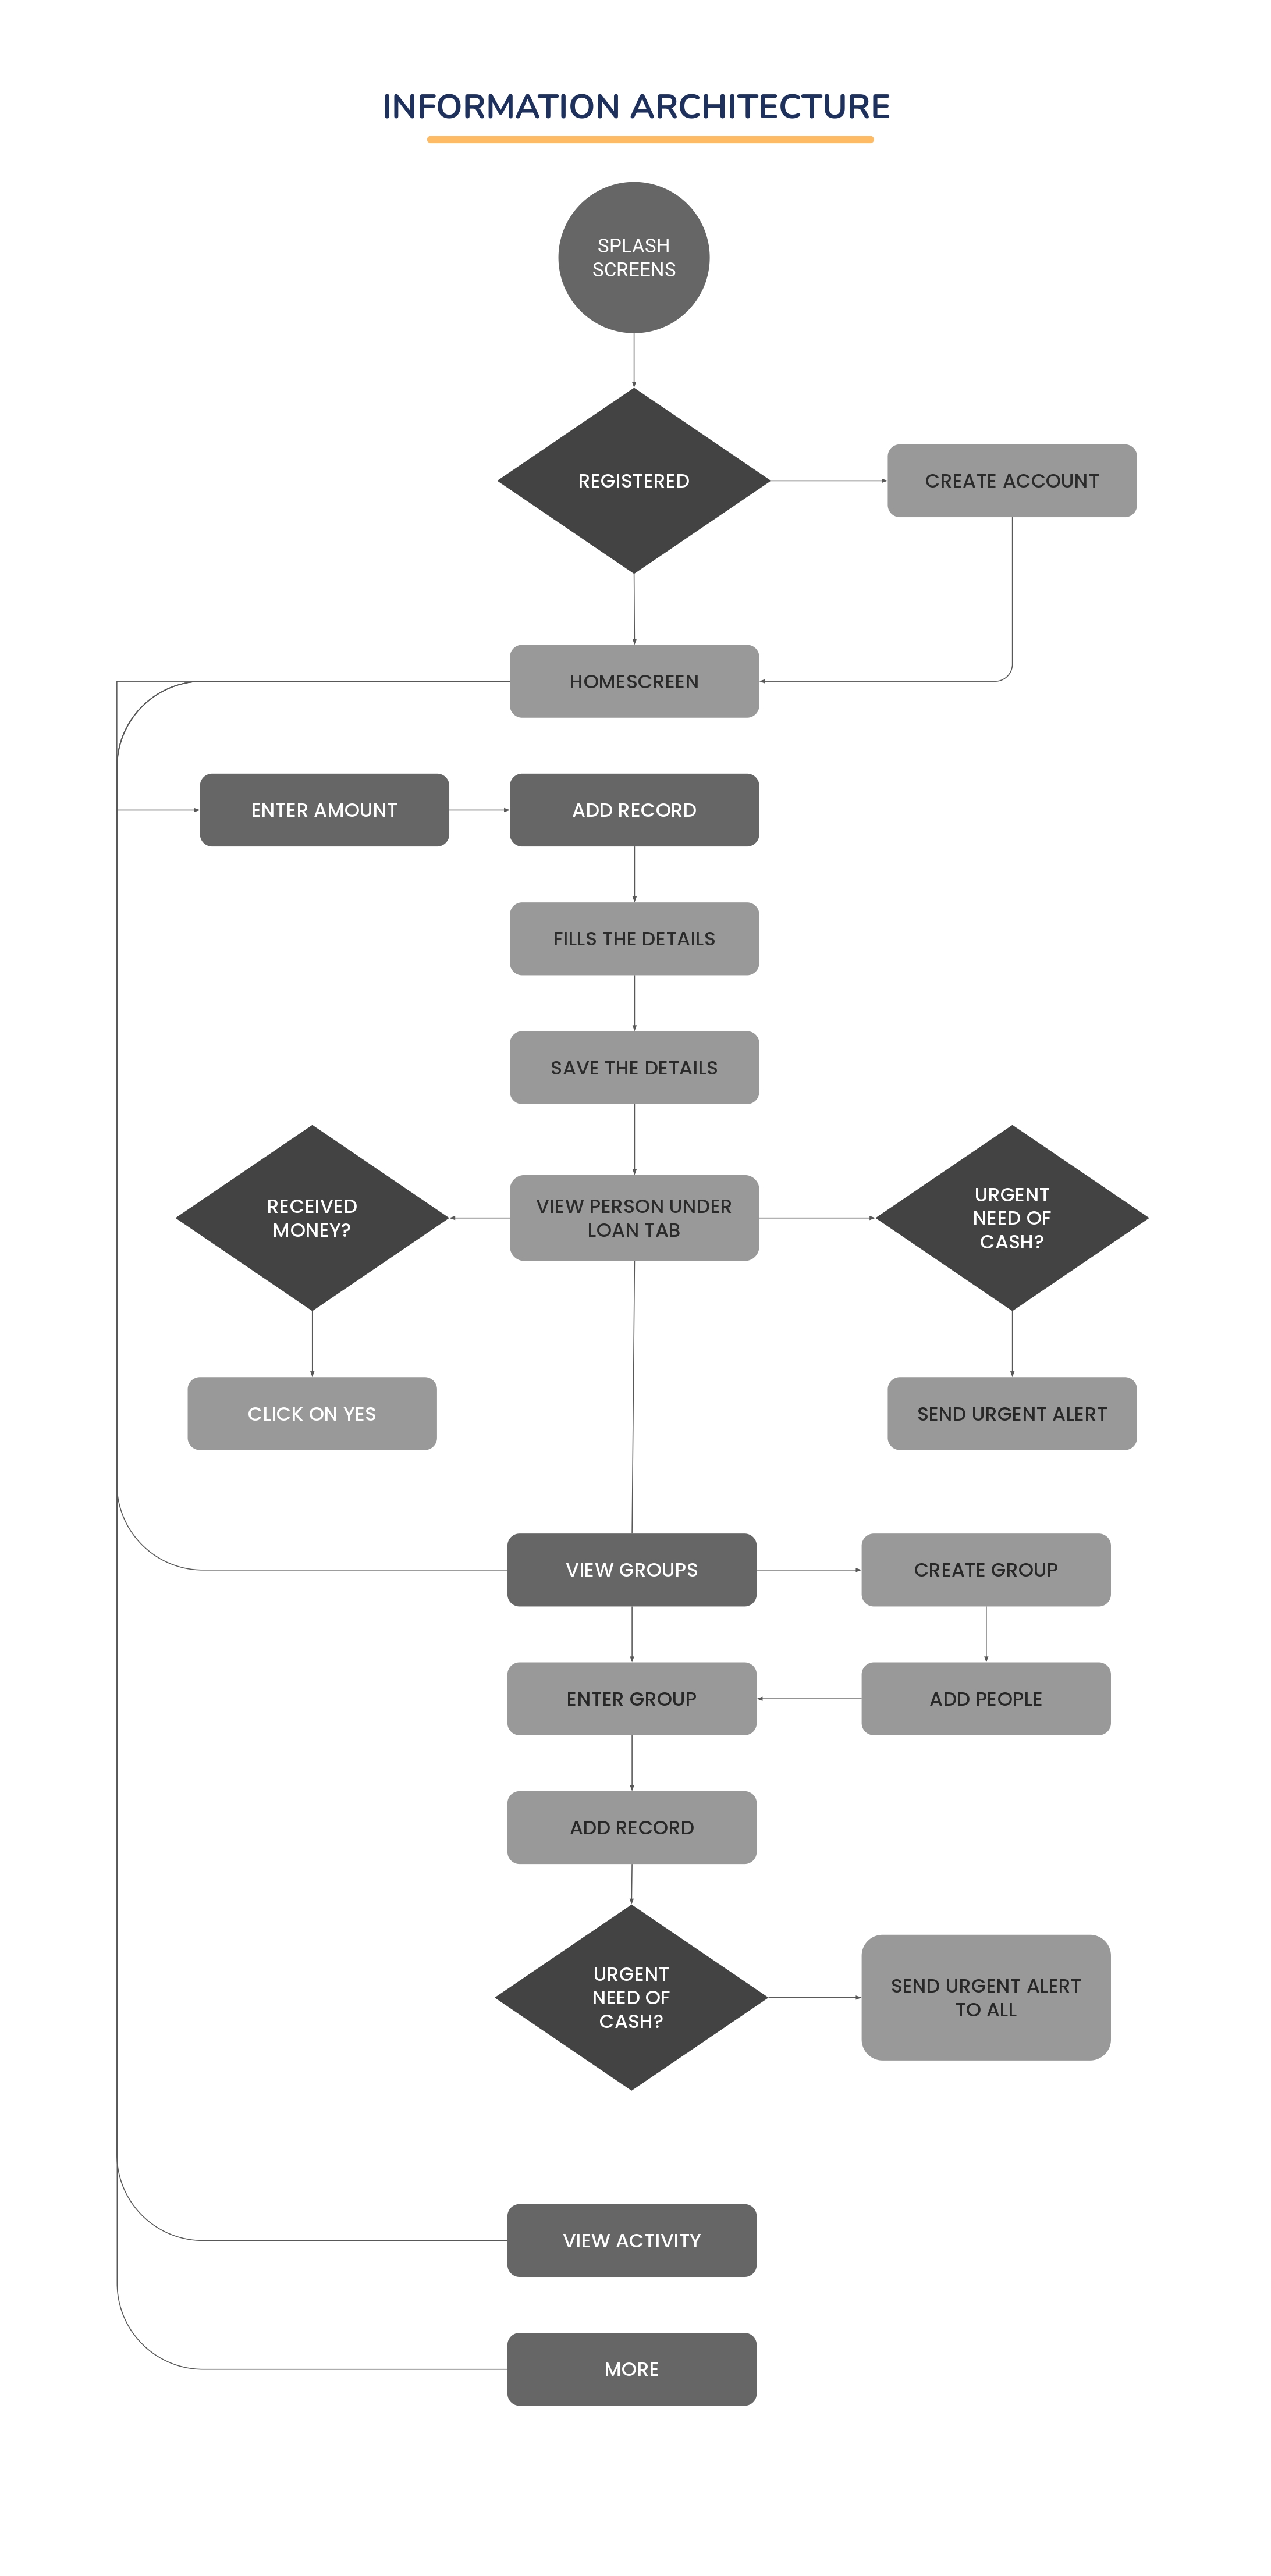 INFORMATION ARCHITECTURE
SPLASH
SCREENS
REGISTERED
CREATE ACCOUNT
HOMESCREEN
ENTER AMOUNT
ADD RECORD
FILLS THE DETAILS
SAVE THE DETAILS
RECEIVED
MONEY?
VIEW PERSON UNDER
LOAN TAB
URGENT
NEED OF
CASH?
CLICK ON YES
SEND URGENT ALERT
VIEW GROUPS
CREATE GROUP
ENTER GROUP
ADD PEOPLE
ADD RECORD
URGENT
NEED OF
CASH?
SEND URGENT ALERT
TO ALL
VIEW ACTIVITY
MORE